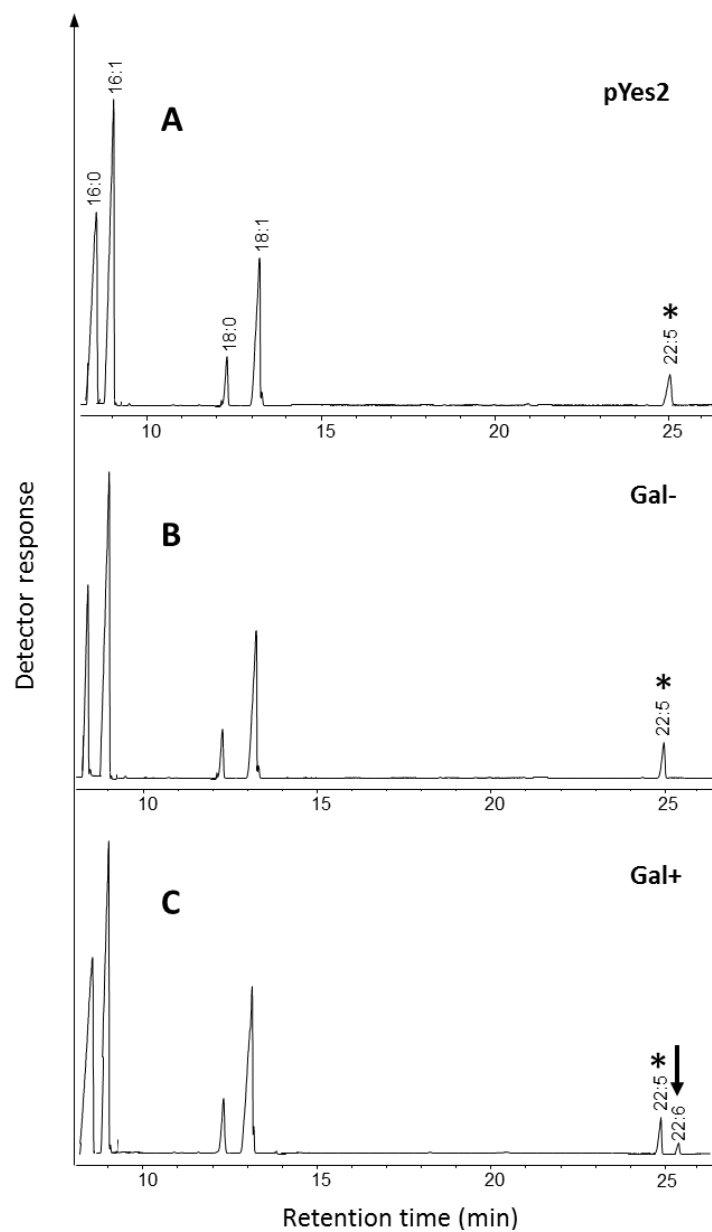 16:0
16:1
A
pYes2
18:0
18:1
*
22:5
10 15 20 25
B
Gal-
*
22:5
10 15 20 25
C
Gal+
*
22:5
22:6
10 15 20 25
Detector response
Retention time (min)